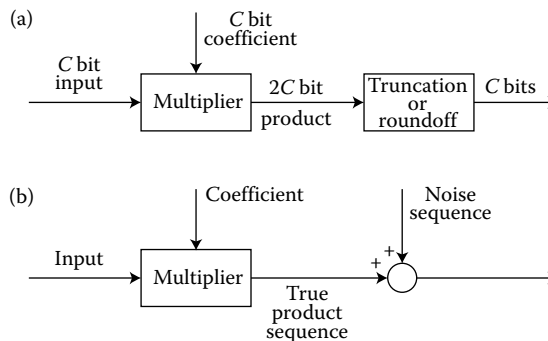 (a)
C bit
coefficient
C bit
input
Multiplier
2C bit
product
Truncation
or
roundoff
C bits
(b)
Coefficient
Noise
sequence
Input
Multiplier
True
product
sequence
+
+